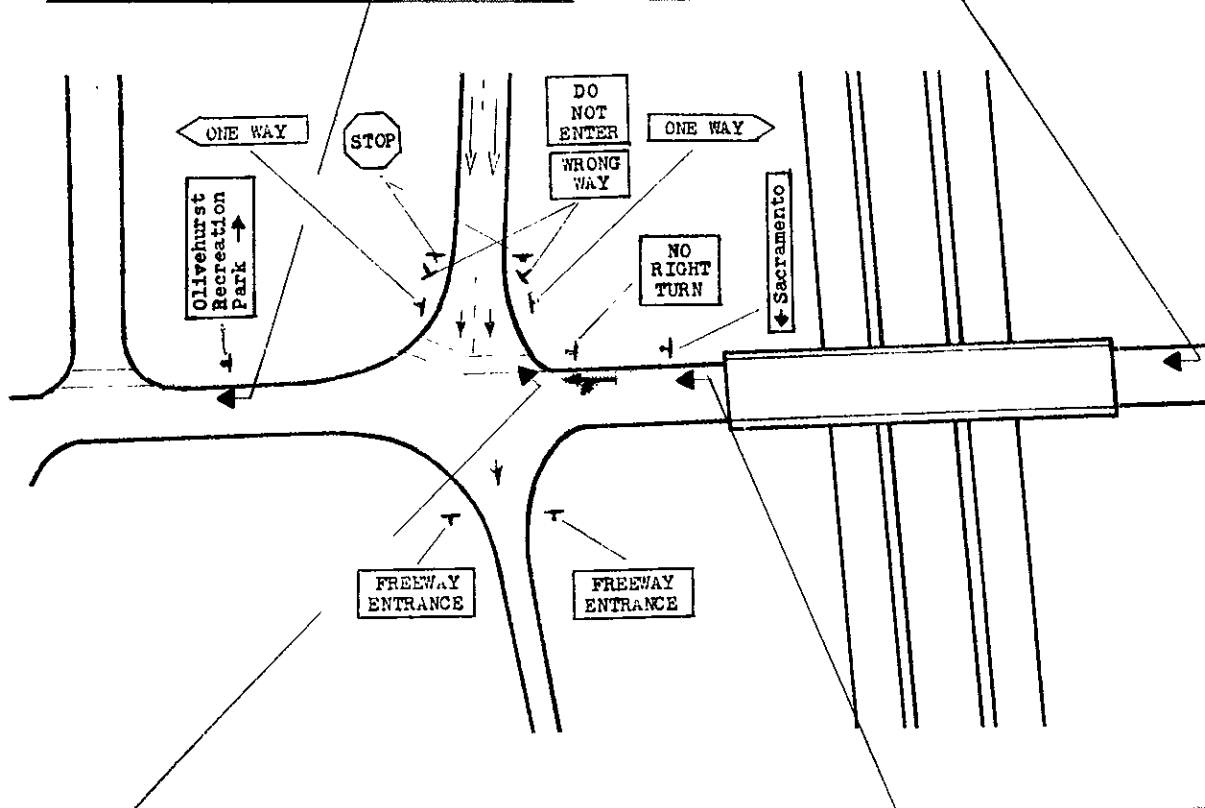 ONE WAY
STOP
DO
NOT
ENTER
WRONG
WAY
ONE WAY
Olivehurst
Recreation
Park →
NO
RIGHT
TURN
← Sacramento
FREEWAY
ENTRANCE
FREEWAY
ENTRANCE